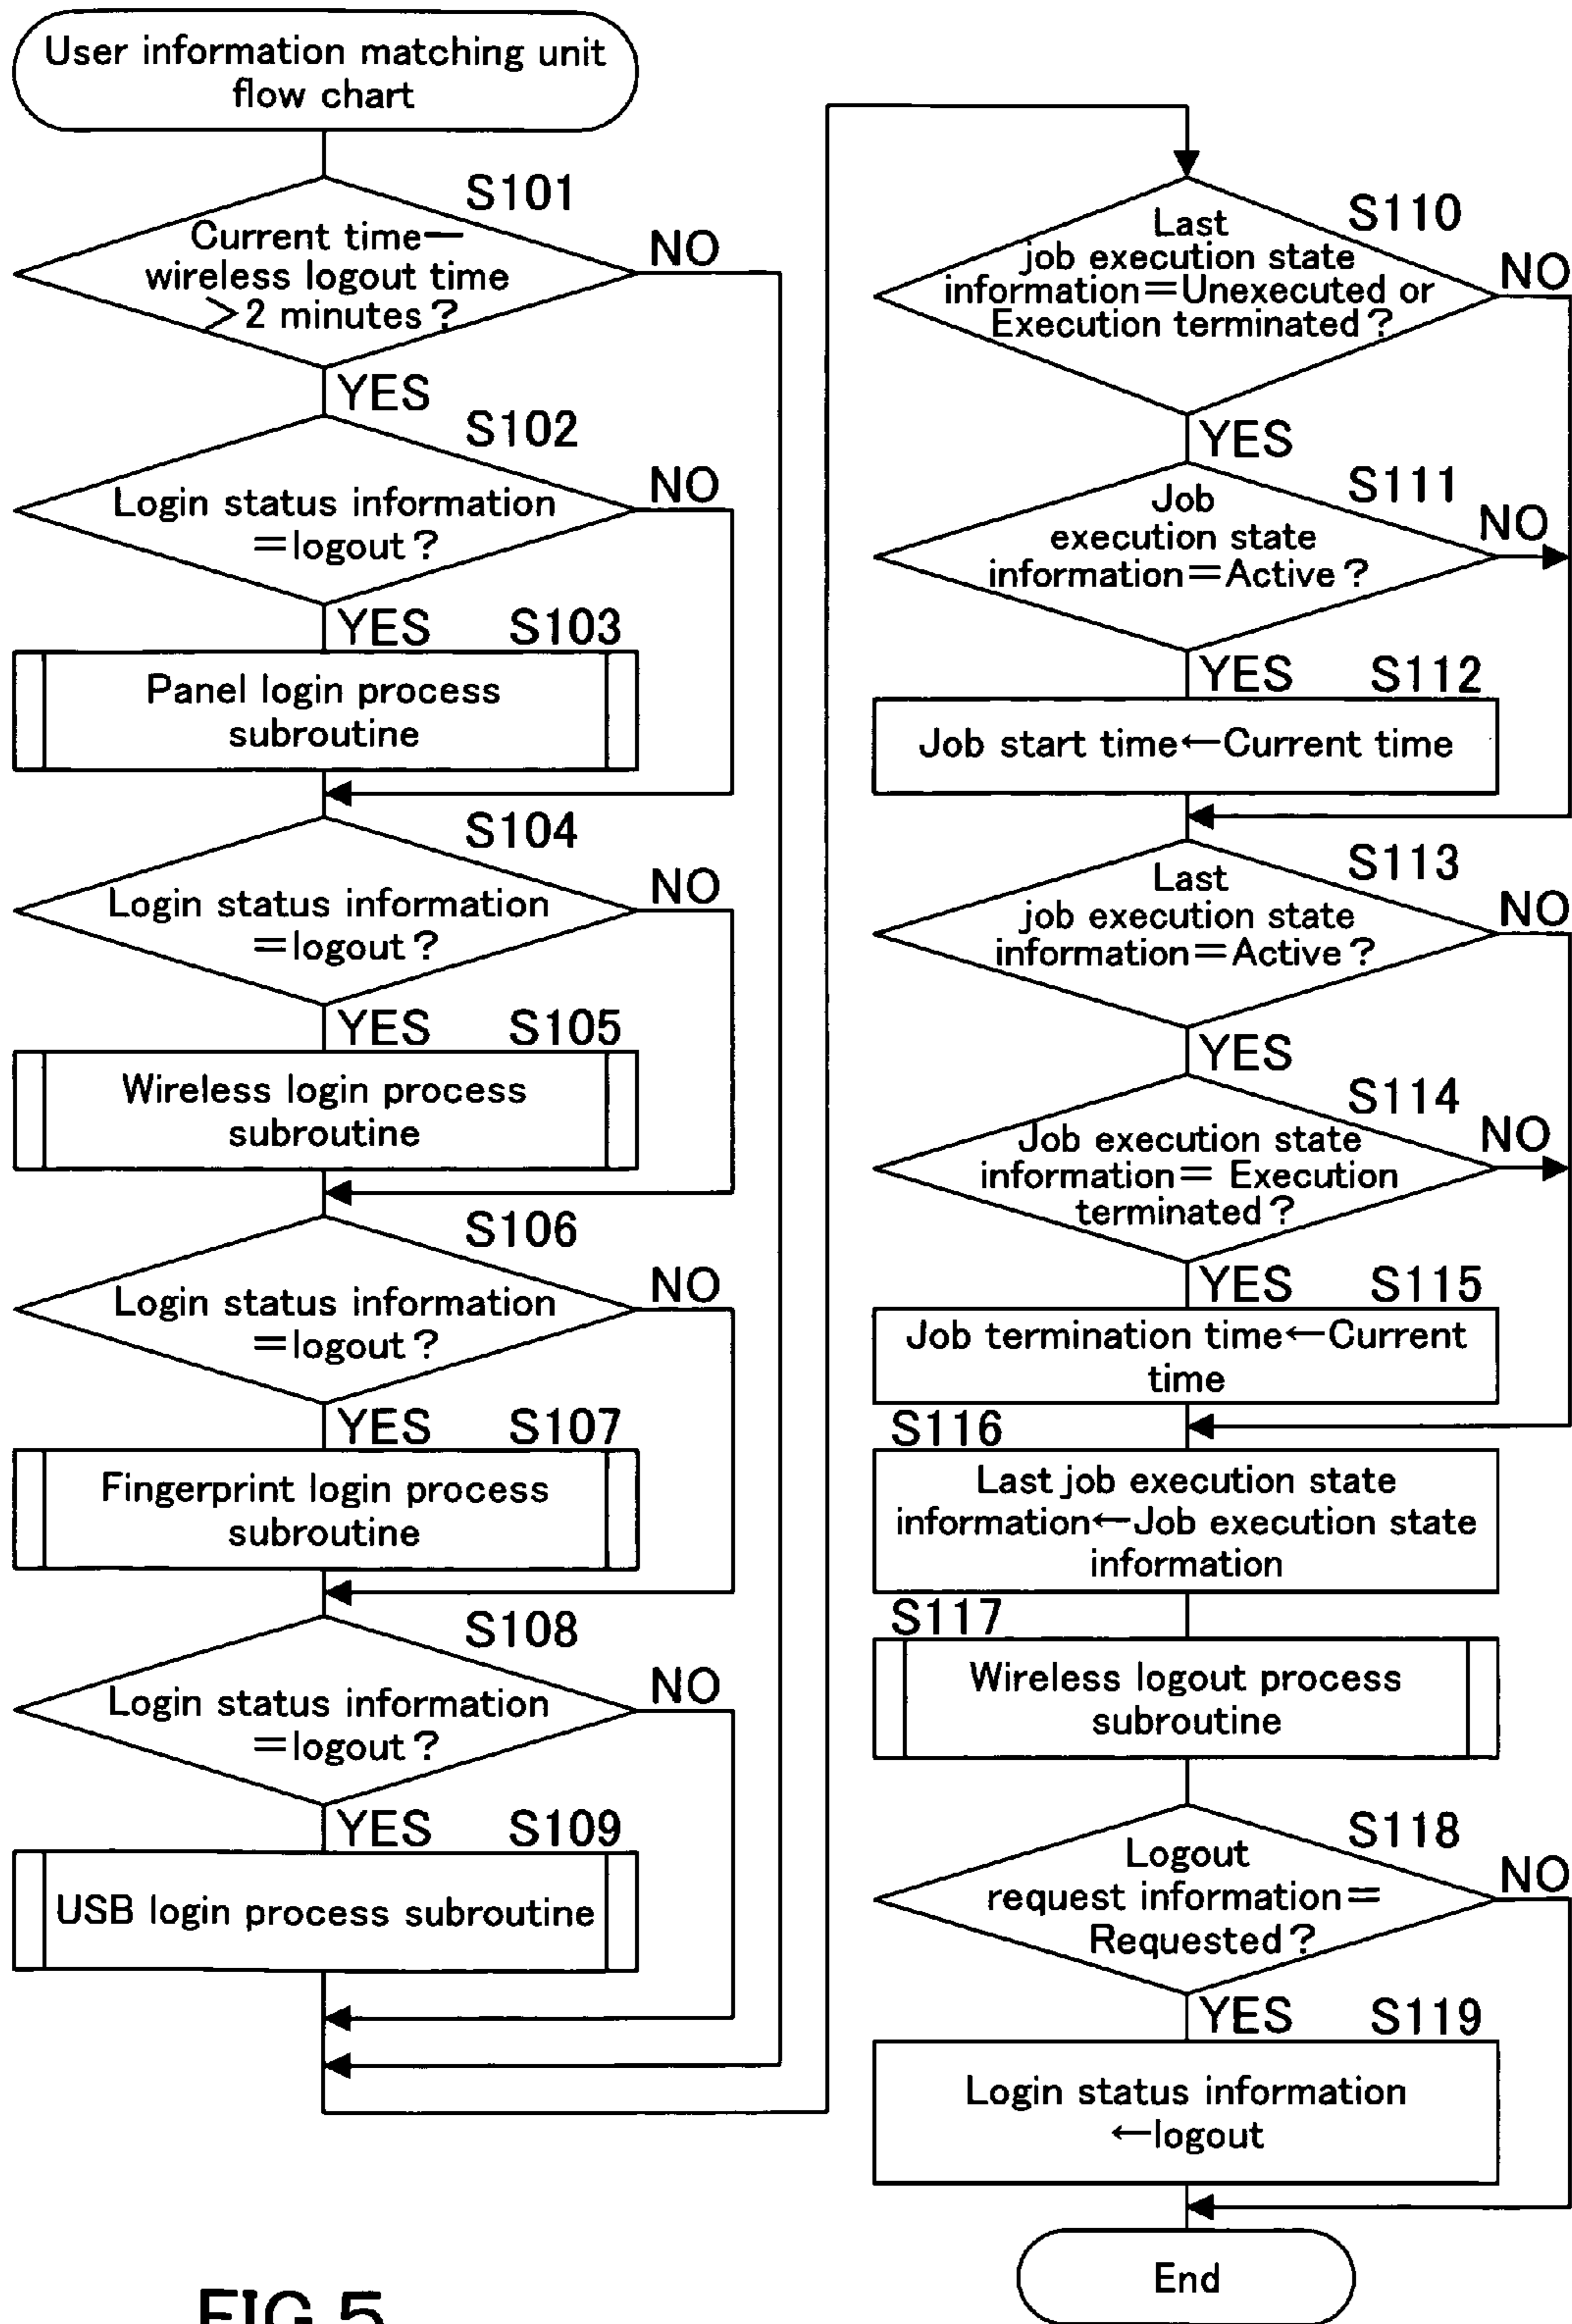 User information matching unit
flow chart
S101
Current time—
wireless logout time
>2 minutes?
NO
YES
S102
Login status information
=logout?
NO
YES
S103
Panel login process
subroutine
S104
Login status information
=logout?
NO
YES
S105
Wireless login process
subroutine
S106
Login status information
=logout?
NO
YES
S107
Fingerprint login process
subroutine
S108
Login status information
=logout?
NO
YES
S109
USB login process subroutine
S110
Last
job execution state
information=Unexecuted or
Execution terminated?
NO
YES
S111
Job
execution state
information=Active?
NO
YES
S112
Job start time←Current time
S113
Last
job execution state
information=Active?
NO
YES
S114
Job execution state
information= Execution
terminated?
NO
YES
S115
Job termination time←Current
time
S116
Last job execution state
information←Job execution state
information
S117
Wireless logout process
subroutine
S118
Logout
request information=
Requested?
NO
YES
S119
Login status information
←logout
End
FIG.5